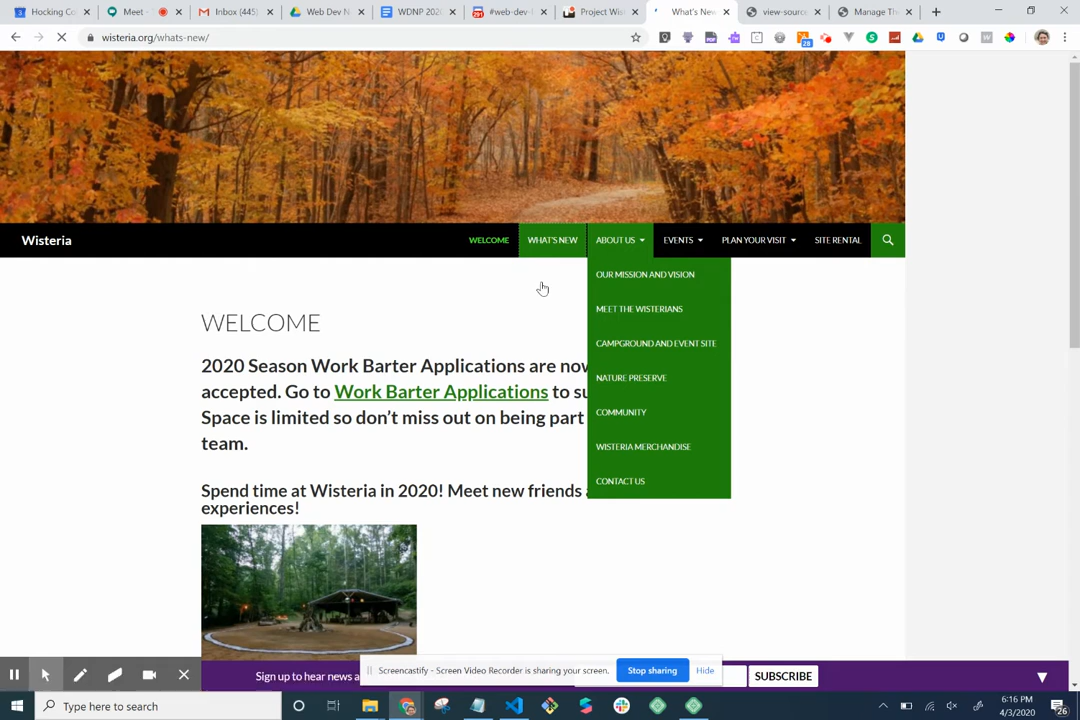 Hocking Co
Meet -
Inbox (445)
Web Dev N
WDNP 202
#web-dev-
Project Wis
What's New
view-source
Manage Th
wisteria.org/whats-new/
28
Wisteria
WELCOME
WHAT'S NEW
ABOUT US
EVENTS
PLAN YOUR VISIT
SITE RENTAL
OUR MISSION AND VISION
MEET THE WISTERIANS
CAMPGROUND AND EVENT SITE
NATURE PRESERVE
COMMUNITY
WISTERIA MERCHANDISE
CONTACT US
WELCOME
2020 Season Work Barter Applications are now
accepted. Go to Work Barter Applications to su
Space is limited so don't miss out on being part
team.
Spend time at Wisteria in 2020! Meet new friends a
experiences!
Sign up to hear news a
Screencastify - Screen Video Recorder is sharing your screen.
Stop sharing
Hide
SUBSCRIBE
Type here to search
6:16 PM
4/3/2020
26